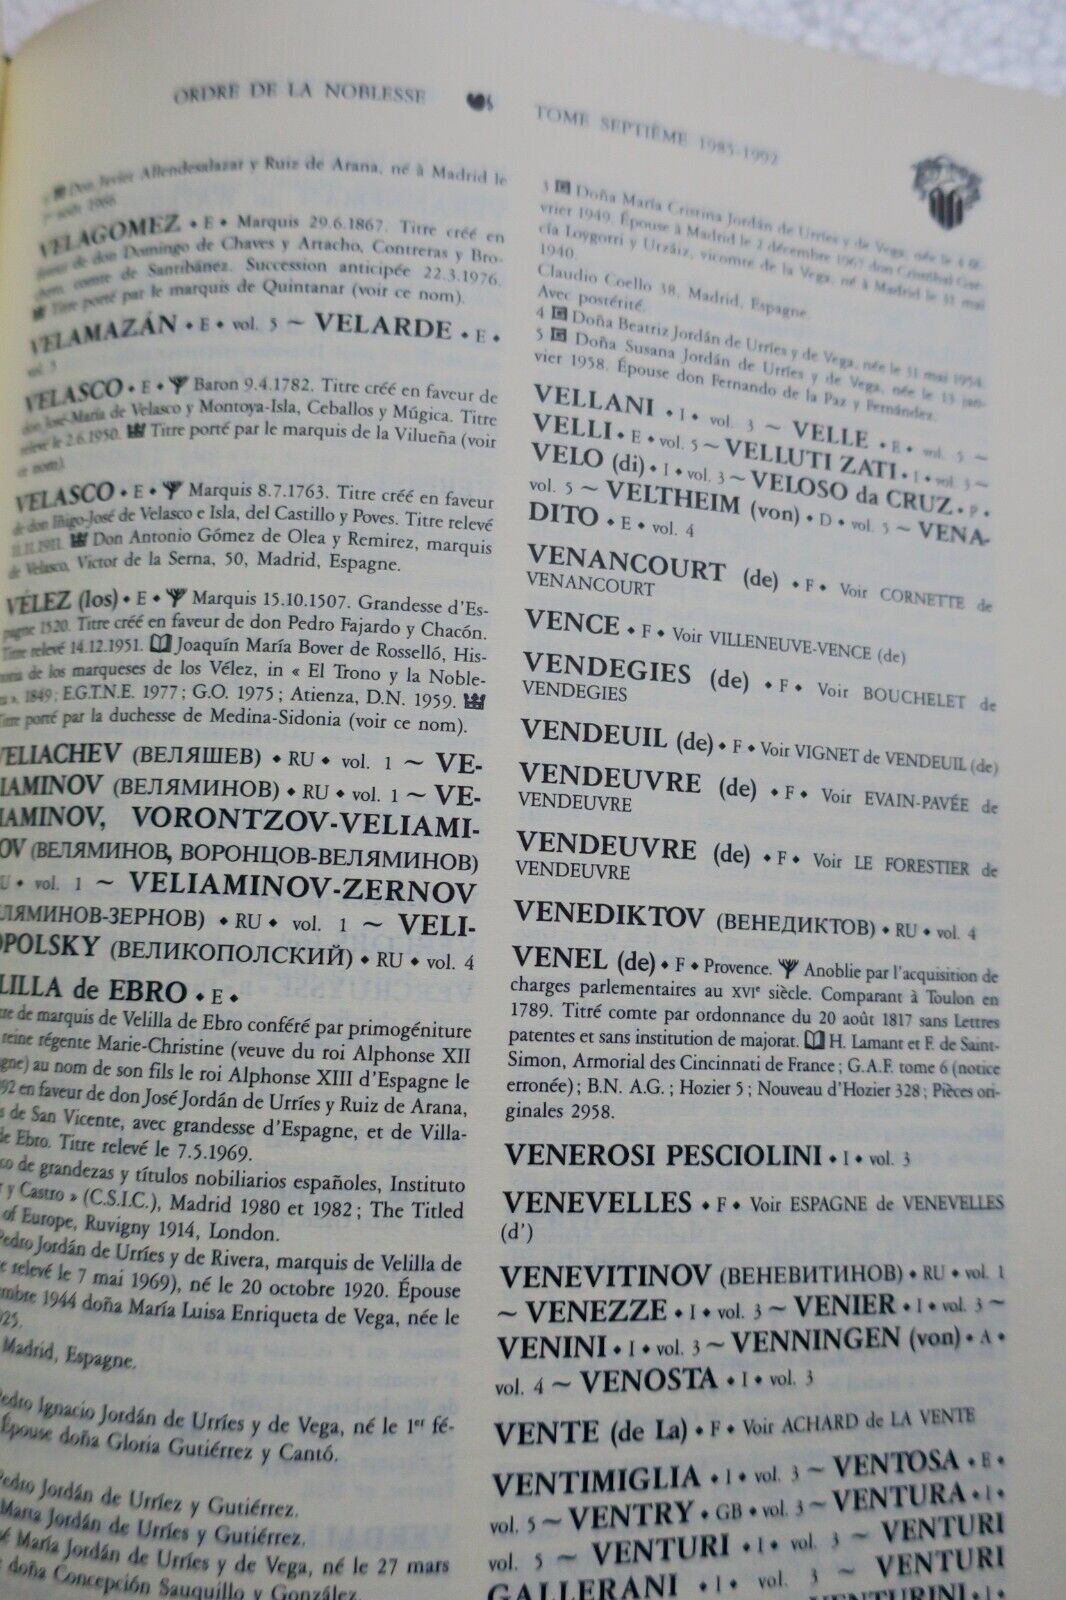 ORDRE DE LA NOBLESSE
TOME SEPTIÈME 1985-1992
Don Javier Allendesalazar y Ruiz de Arana, né à Madrid le
1er août 1966.
VELAGOMEZ • E • Marquis 29.6.1867. Titre créé en
faveur de don Domingo de Chaves y Artacho, Contreras y Bro-
chem, comte de Santibáñez. Succession anticipée 22.3.1976.
Titre porté par le marquis de Quintanar (voir ce nom).
VELAMAZÁN • E • vol. 5 ~ VELARDE • E •
vol. 5
VELASCO • E • Baron 9.4.1782. Titre créé en faveur de
don José-María de Velasco y Montoya-Isla, Ceballos y Múgica. Titre
relevé le 2.6.1950. Titre porté par le marquis de la Vilueña (voir
ce nom).
VELASCO • E • Marquis 8.7.1763. Titre créé en faveur
de don Iñigo-José de Velasco e Isla, del Castillo y Poves. Titre relevé
11.11.1911. Don Antonio Gómez de Olea y Remirez, marquis
de Velasco, Victor de la Serna, 50, Madrid, Espagne.
VÉLEZ (los) • E • Marquis 15.10.1507. Grandesse d'Es-
pagne 1520. Titre créé en faveur de don Pedro Fajardo y Chacón.
Titre relevé 14.12.1951. Joaquín María Bover de Rosselló, His-
de los marqueses de los Vélez, in « El Trono y la Noble-
», 1849 ; E.G.T.N.E. 1977 ; G.O. 1975 ; Atienza, D.N. 1959.
Titre porté par la duchesse de Medina-Sidonia (voir ce nom).
VELIACHEV (ВЕЛЯШЕВ) • RU • vol. 1 ~ VE-
LIAMINOV (ВЕЛЯМИНОВ) • RU • vol. 1 ~ VE-
LIAMINOV, VORONTZOV-VELIAMI-
NOV (ВЕЛЯМИНОВ, ВОРОНЦОВ-ВЕЛЯМИНОВ)
RU • vol. 1 ~ VELIAMINOV-ZERNOV
(ВЕЛЯМИНОВ-ЗЕРНОВ) • RU • vol. 1 ~ VELI-
KOPOLSKY (ВЕЛИКОПОЛСКИЙ) • RU • vol. 4
VELILLA de EBRO • E •
Titre de marquis de Velilla de Ebro conféré par primogéniture
reine régente Marie-Christine (veuve du roi Alphonse XII
au nom de son fils le roi Alphonse XIII d'Espagne le
en faveur de don José Jordán de Urríes y Ruiz de Arana,
de San Vicente, avec grandesse d'Espagne, et de Villa-
de Ebro. Titre relevé le 7.5.1969.
de grandezas y títulos nobiliarios españoles, Instituto
y Castro » (C.S.I.C.), Madrid 1980 et 1982 ; The Titled
of Europe, Ruvigny 1914, London.
Pedro Jordán de Urríes y de Rivera, marquis de Velilla de
relevé le 7 mai 1969), né le 20 octobre 1920. Épouse
1944 doña María Luisa Enriqueta de Vega, née le
Madrid, Espagne.
Pedro Ignacio Jordán de Urríes y de Vega, né le 1er fé-
Épouse doña Gloria Gutiérrez y Cantó.
Pedro Jordán de Urríez y Gutiérrez.
Marta Jordán de Urríes y Gutiérrez.
María Jordán de Urríes y de Vega, né le 27 mars
doña Concepción Sauquillo y González.
3 Doña María Cristina Jordán de Urríes y de Vega, née le 4 fé-
vrier 1949. Épouse à Madrid le 2 décembre 1967 don Cristóbal Gar-
cía Loygorri y Urzáiz, vicomte de la Vega, né à Madrid le 31 mai
1940.
Claudio Coello 38, Madrid, Espagne.
Avec postérité.
4 Doña Beatriz Jordán de Urríes y de Vega, née le 31 mai 1954.
5 Doña Susana Jordán de Urríes y de Vega, née le 13 jan-
vier 1958. Épouse don Fernando de la Paz y Fernández.
VELLANI • I • vol. 3 ~ VELLE • E • vol. 5 ~
VELLI • E • vol. 5 ~ VELLUTI ZATI • I • vol. 3 ~
VELO (di) • I • vol. 3 ~ VELOSO da CRUZ • P •
vol. 5 ~ VELTHEIM (von) • D • vol. 5 ~ VENA-
DITO • E • vol. 4
VENANCOURT (de) • F • Voir CORNETTE de
VENANCOURT
VENCE • F • Voir VILLENEUVE-VENCE (de)
VENDEGIES (de) • F • Voir BOUCHELET de
VENDEGIES
VENDEUIL (de) • F • Voir VIGNET de VENDEUIL (de)
VENDEUVRE (de) • F • Voir EVAIN-PAVÉE de
VENDEUVRE
VENDEUVRE (de) • F • Voir LE FORESTIER de
VENDEUVRE
VENEDIKTOV (ВЕНЕДИКТОВ) • RU • vol. 4
VENEL (de) • F • Provence. Anoblie par l'acquisition de
charges parlementaires au XVIe siècle. Comparant à Toulon en
1789. Titré comte par ordonnance du 20 août 1817 sans Lettres
patentes et sans institution de majorat. H. Lamant et F. de Saint-
Simon, Armorial des Cincinnati de France ; G.A.F. tome 6 (notice
erronée) ; B.N. A.G. ; Hozier 5 ; Nouveau d'Hozier 328 ; Pièces ori-
ginales 2958.
VENEROSI PESCIOLINI • I • vol. 3
VENEVELLES • F • Voir ESPAGNE de VENEVELLES
(d')
VENEVITINOV (ВЕНЕВИТИНОВ) • RU • vol. 1
~ VENEZZE • I • vol. 3 ~ VENIER • I • vol. 3 ~
VENINI • I • vol. 3 ~ VENNINGEN (von) • A •
vol. 4 ~ VENOSTA • I • vol. 3
VENTE (de La) • F • Voir ACHARD de LA VENTE
VENTIMIGLIA • I • vol. 3 ~ VENTOSA • E •
vol. 5 ~ VENTRY • GB • vol. 3 ~ VENTURA • I •
vol. 5 ~ VENTURI • I • vol. 3 ~ VENTURI
GALLERANI • I • vol. 3 ~ VENTURI
VENTURINI • I •